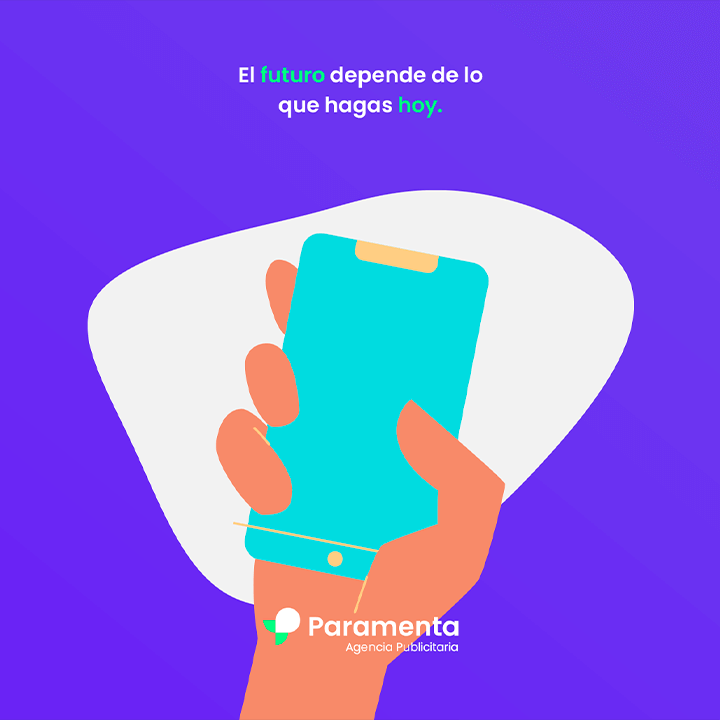 El futuro depende de lo
que hagas hoy.
Paramenta
Agencia Publicitaria